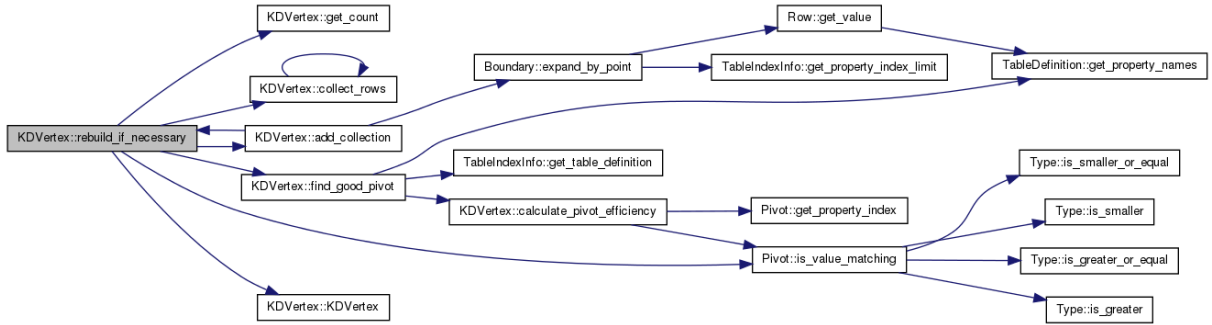 KDVertex::rebuild_if_necessary
KDVertex::get_count
KDVertex::collect_rows
KDVertex::add_collection
KDVertex::find_good_pivot
KDVertex::KDVertex
Boundary::expand_by_point
TableIndexInfo::get_table_definition
KDVertex::calculate_pivot_efficiency
Row::get_value
TableIndexInfo::get_property_index_limit
Pivot::get_property_index
Pivot::is_value_matching
TableDefinition::get_property_names
Type::is_smaller_or_equal
Type::is_smaller
Type::is_greater_or_equal
Type::is_greater